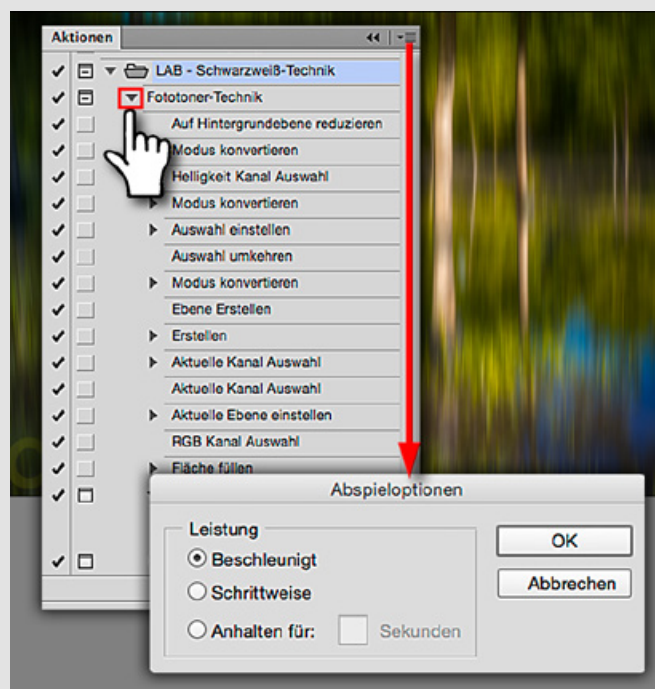 Aktionen
LAB - Schwarzweiß-Technik
Fototoner-Technik
Auf Hintergrundebene reduzieren
Modus konvertieren
Helligkeit Kanal Auswahl
Modus konvertieren
Auswahl einstellen
Auswahl umkehren
Modus konvertieren
Ebene Erstellen
Erstellen
Aktuelle Kanal Auswahl
Aktuelle Kanal Auswahl
Aktuelle Ebene einstellen
RGB Kanal Auswahl
Fläche füllen
Abspieloptionen
Leistung
OK
Beschleunigt
Abbrechen
Schrittweise
Anhalten für: Sekunden